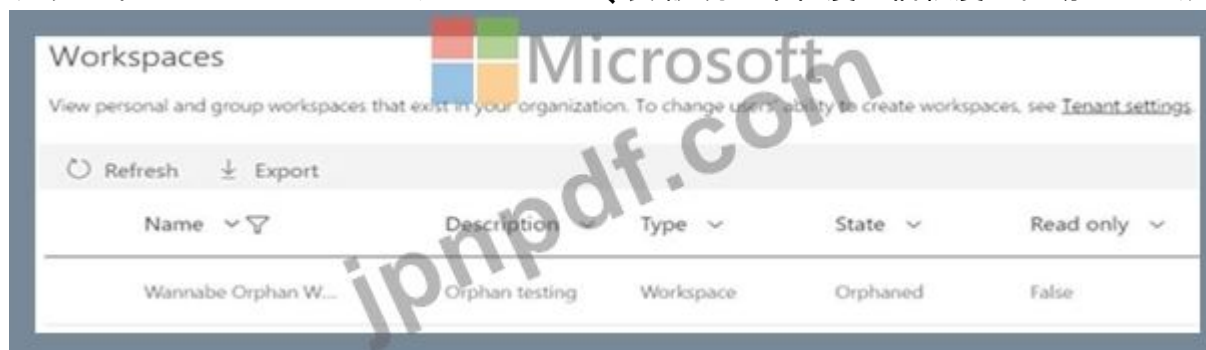 Microsoft
Workspaces
View personal and group workspaces that exist in your organization. To change users' ability to create workspaces, see Tenant settings
Refresh Export
Name Description Type State Read only
Wannabe Orphan W... Orphan testing Workspace Orphaned False
jpnpdf.com